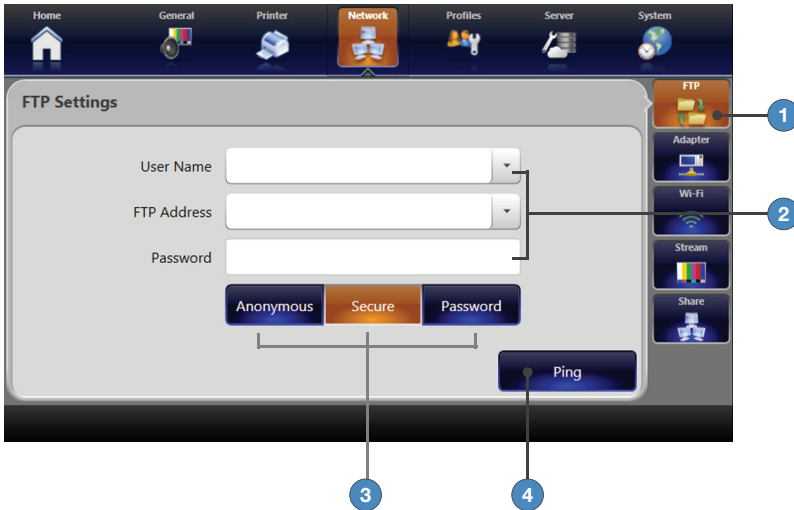 Home General Printer Network Profiles Server System
FTP Settings
FTP
1
Adapter
User Name
Wi-Fi
FTP Address
2
Stream
Password
Share
Anonymous Secure Password
Ping
3 4